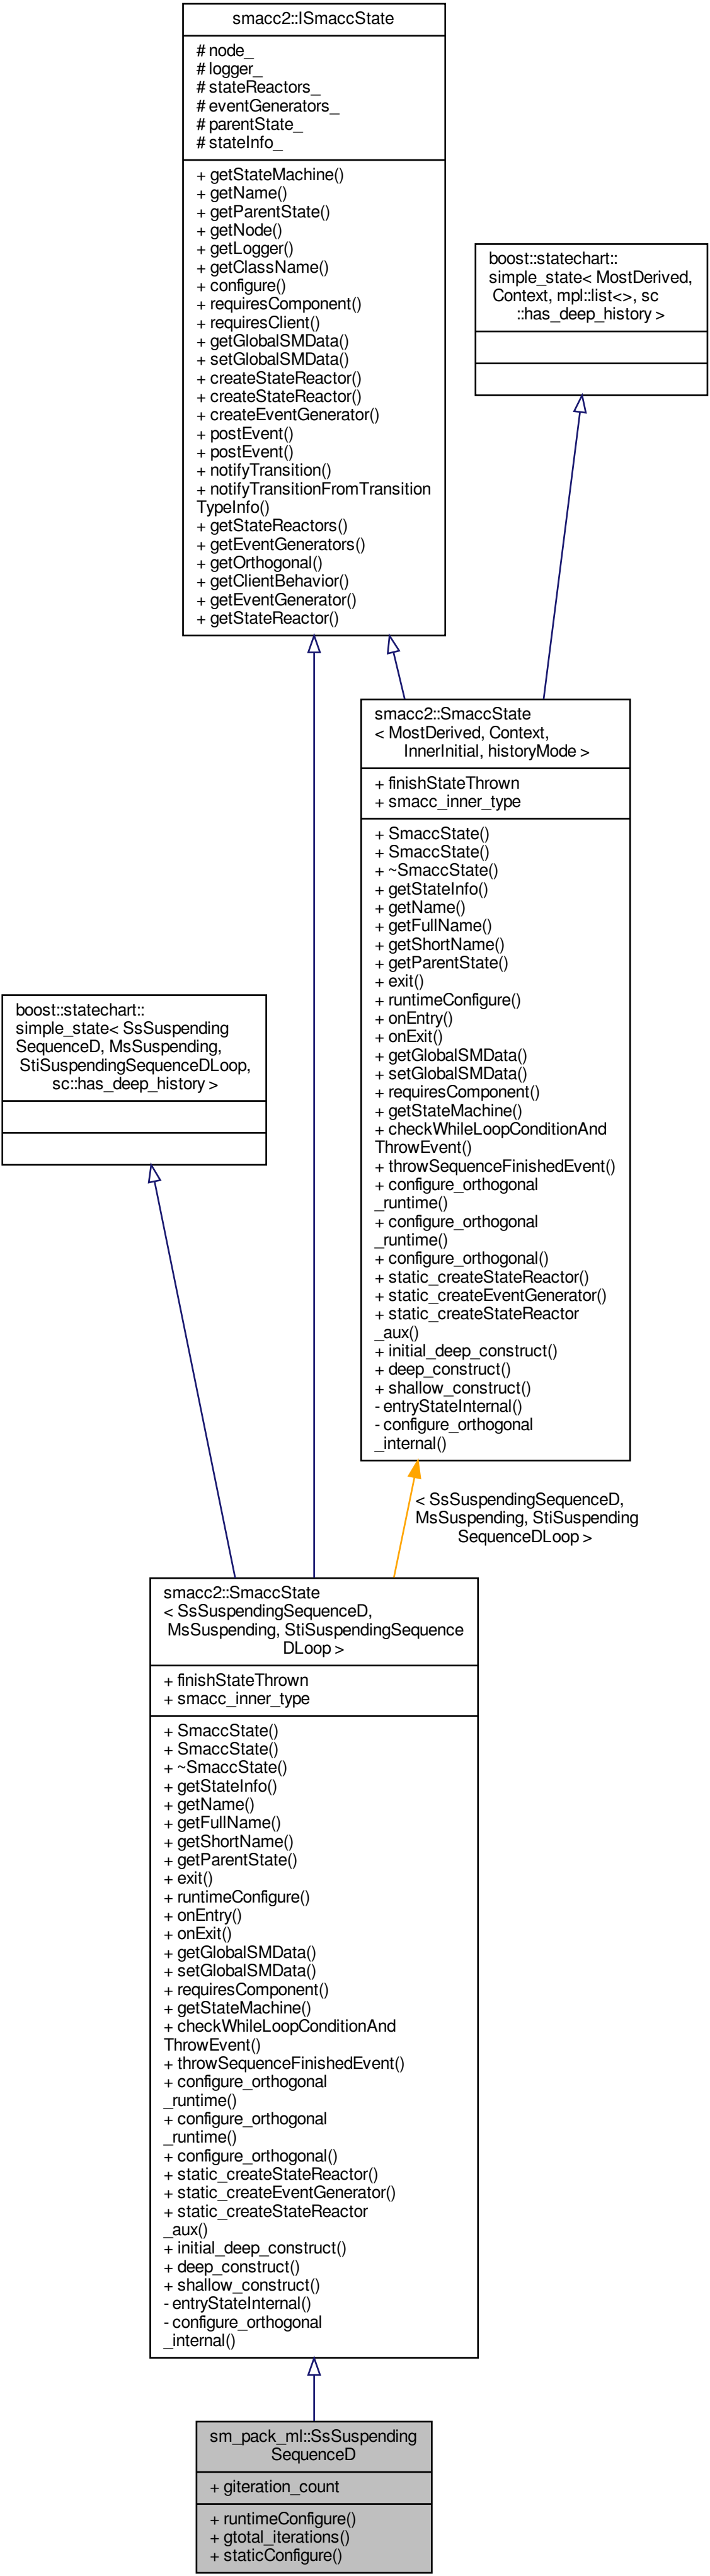 smacc2::ISmaccState
# node_
# logger_
# stateReactors_
# eventGenerators_
# parentState_
# stateInfo_
+ getStateMachine()
+ getName()
+ getParentState()
+ getNode()
+ getLogger()
+ getClassName()
+ configure()
+ requiresComponent()
+ requiresClient()
+ getGlobalSMData()
+ setGlobalSMData()
+ createStateReactor()
+ createStateReactor()
+ createEventGenerator()
+ postEvent()
+ postEvent()
+ notifyTransition()
+ notifyTransitionFromTransition
TypeInfo()
+ getStateReactors()
+ getEventGenerators()
+ getOrthogonal()
+ getClientBehavior()
+ getEventGenerator()
+ getStateReactor()
boost::statechart::
simple_state< MostDerived,
Context, mpl::list<>, sc
::has_deep_history >
smacc2::SmaccState
< MostDerived, Context,
InnerInitial, historyMode >
+ finishStateThrown
+ smacc_inner_type
+ SmaccState()
+ SmaccState()
+ ~SmaccState()
+ getStateInfo()
+ getName()
+ getFullName()
+ getShortName()
+ getParentState()
+ exit()
+ runtimeConfigure()
+ onEntry()
+ onExit()
+ getGlobalSMData()
+ setGlobalSMData()
+ requiresComponent()
+ getStateMachine()
+ checkWhileLoopConditionAnd
ThrowEvent()
+ throwSequenceFinishedEvent()
+ configure_orthogonal
_runtime()
+ configure_orthogonal
_runtime()
+ configure_orthogonal()
+ static_createStateReactor()
+ static_createEventGenerator()
+ static_createStateReactor
_aux()
+ initial_deep_construct()
+ deep_construct()
+ shallow_construct()
- entryStateInternal()
- configure_orthogonal
_internal()
boost::statechart::
simple_state< SsSuspending
SequenceD, MsSuspending,
StiSuspendingSequenceDLoop,
sc::has_deep_history >
< SsSuspendingSequenceD,
MsSuspending, StiSuspending
SequenceDLoop >
smacc2::SmaccState
< SsSuspendingSequenceD,
MsSuspending, StiSuspendingSequence
DLoop >
+ finishStateThrown
+ smacc_inner_type
+ SmaccState()
+ SmaccState()
+ ~SmaccState()
+ getStateInfo()
+ getName()
+ getFullName()
+ getShortName()
+ getParentState()
+ exit()
+ runtimeConfigure()
+ onEntry()
+ onExit()
+ getGlobalSMData()
+ setGlobalSMData()
+ requiresComponent()
+ getStateMachine()
+ checkWhileLoopConditionAnd
ThrowEvent()
+ throwSequenceFinishedEvent()
+ configure_orthogonal
_runtime()
+ configure_orthogonal
_runtime()
+ configure_orthogonal()
+ static_createStateReactor()
+ static_createEventGenerator()
+ static_createStateReactor
_aux()
+ initial_deep_construct()
+ deep_construct()
+ shallow_construct()
- entryStateInternal()
- configure_orthogonal
_internal()
sm_pack_ml::SsSuspending
SequenceD
+ giteration_count
+ runtimeConfigure()
+ gtotal_iterations()
+ staticConfigure()